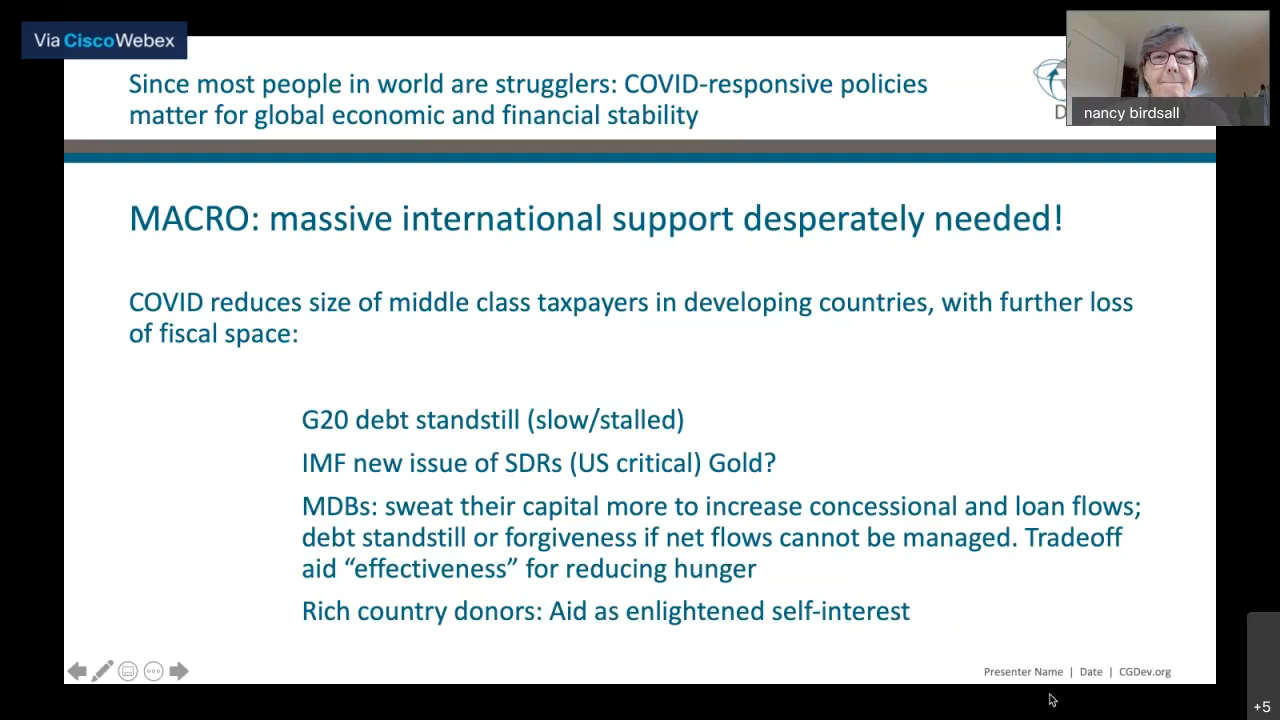 Via CiscoWebex
Since most people in world are strugglers: COVID-responsive policies
matter for global economic and financial stability
nancy birdsall
MACRO: massive international support desperately needed!
COVID reduces size of middle class taxpayers in developing countries, with further loss
of fiscal space:
G20 debt standstill (slow/stalled)
IMF new issue of SDRs (US critical) Gold?
MDBs: sweat their capital more to increase concessional and loan flows;
debt standstill or forgiveness if net flows cannot be managed. Tradeoff
aid “effectiveness” for reducing hunger
Rich country donors: Aid as enlightened self-interest
Presenter Name | Date | CGDev.org
+5